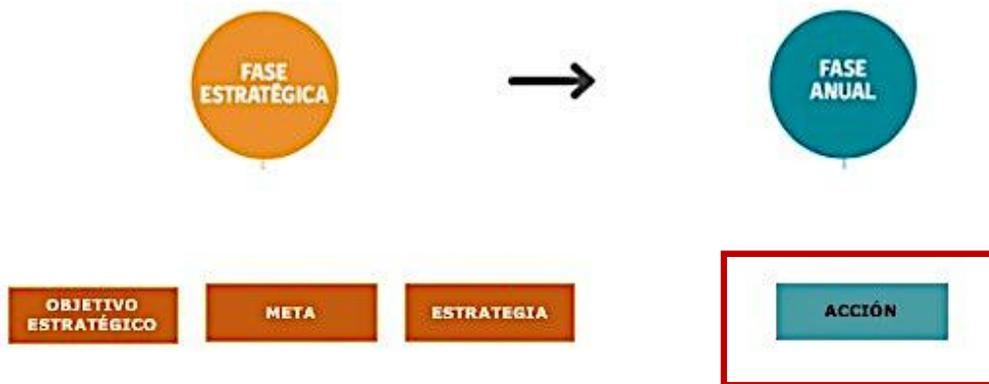 FASE
ESTRATÉGICA
FASE
ANUAL
OBJETIVO
ESTRATÉGICO
META
ESTRATEGIA
ACCIÓN